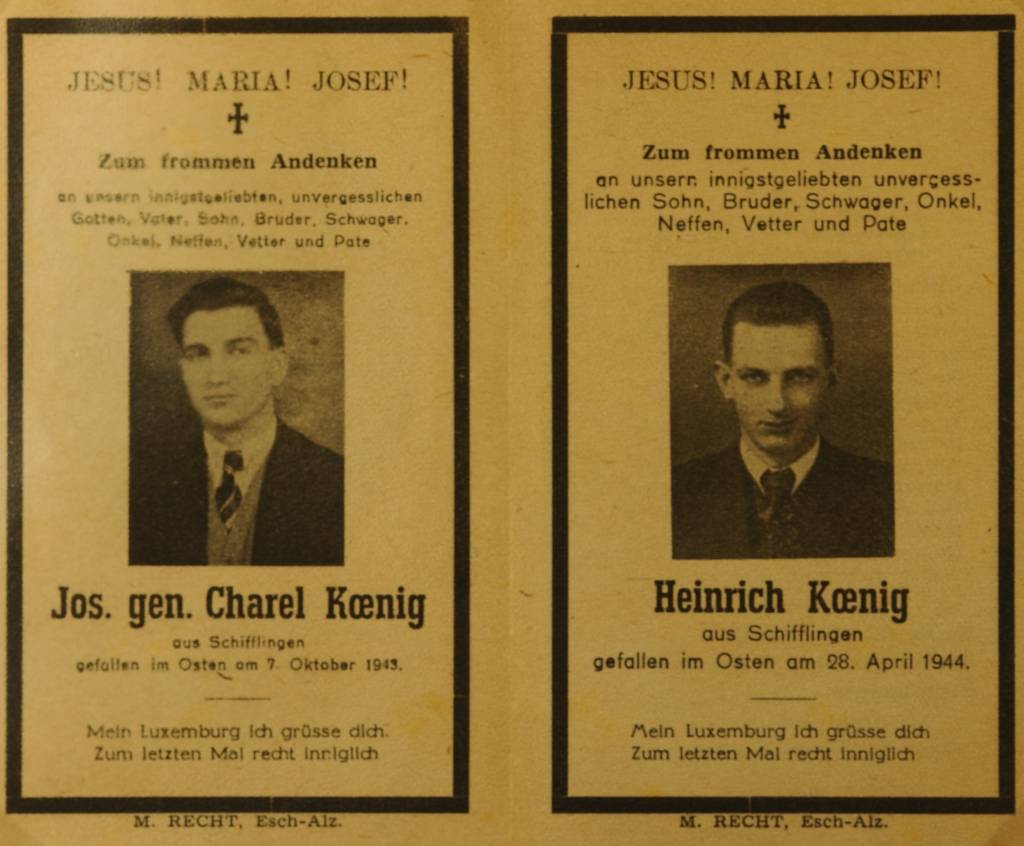 JESUS! MARIA! JOSEF!
Zum frommen Andenken
an unsern innigstgeliebten, unvergesslichen
Gatten, Vater, Sohn, Bruder, Schwager,
Onkel, Neffen, Vetter und Pate
Jos. gen. Charel Kœnig
aus Schifflingen
gefallen im Osten am 7. Oktober 1943.
Mein Luxemburg ich grüsse dich
Zum letzten Mal recht inniglich
M. RECHT, Esch-Alz.
JESUS! MARIA! JOSEF!
Zum frommen Andenken
an unsern innigstgeliebten unvergess-
lichen Sohn, Bruder, Schwager, Onkel,
Neffen, Vetter und Pate
Heinrich Kœnig
aus Schifflingen
gefallen im Osten am 28. April 1944.
Mein Luxemburg ich grüsse dich
Zum letzten Mal recht inniglich
M. RECHT, Esch-Alz.